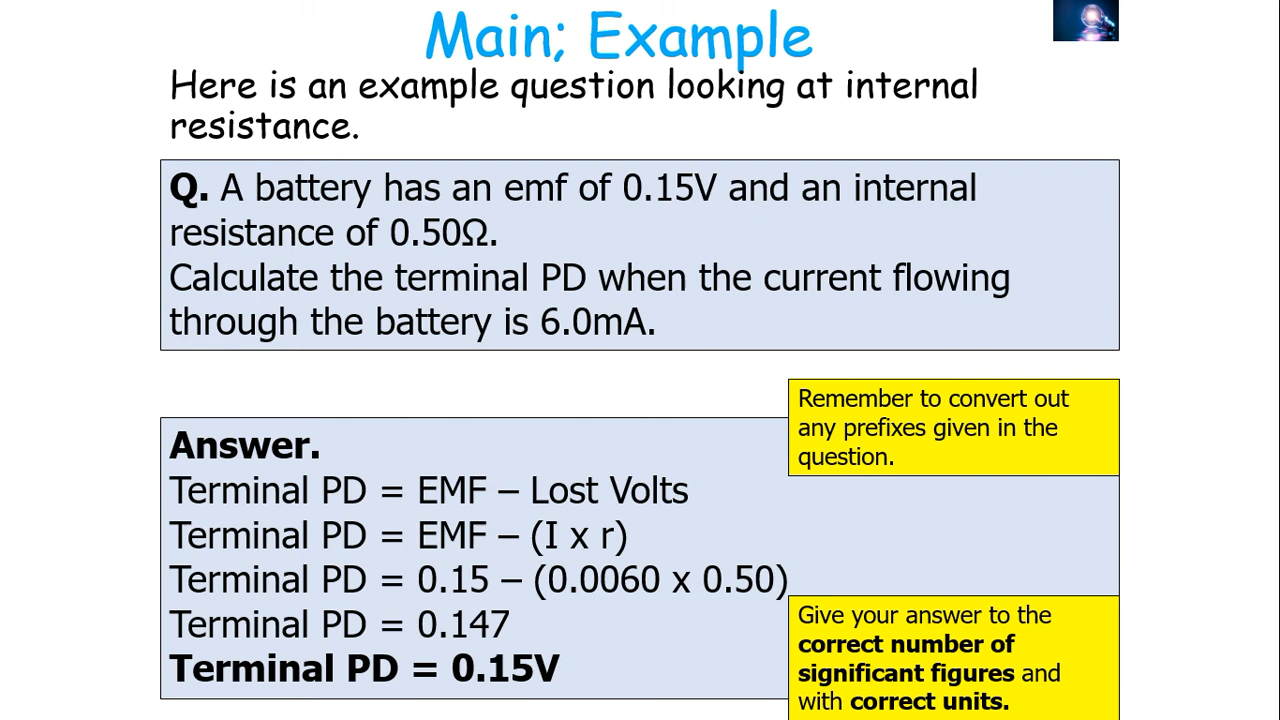 Main; Example
Here is an example question looking at internal
resistance.
Q. A battery has an emf of 0.15V and an internal
resistance of 0.50Ω.
Calculate the terminal PD when the current flowing
through the battery is 6.0mA.
Remember to convert out
any prefixes given in the
question.
Answer.
Terminal PD = EMF – Lost Volts
Terminal PD = EMF – (I x r)
Terminal PD = 0.15 – (0.0060 x 0.50)
Terminal PD = 0.147
Terminal PD = 0.15V
Give your answer to the
correct number of
significant figures and
with correct units.